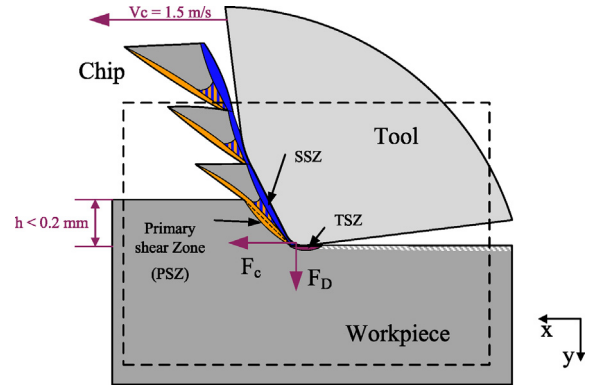 Vc = 1.5 m/s
Chip
Tool
SSZ
h < 0.2 mm
TSZ
Primary
shear Zone
(PSZ)
Fc
FD
Workpiece
x
y